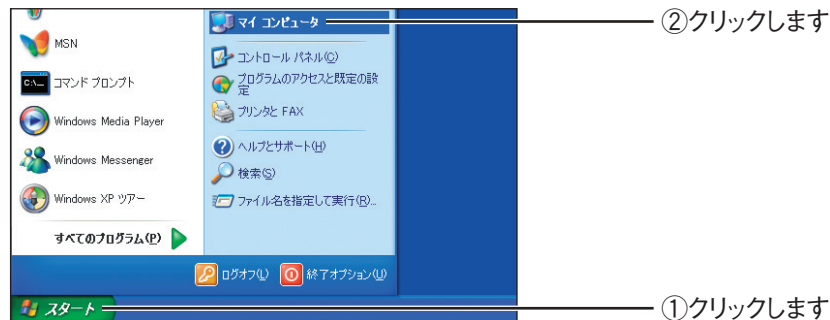 MSN
コマンド プロンプト
Windows Media Player
Windows Messenger
Windows XP ツアー
すべてのプログラム(P)
マイ コンピュータ
コントロール パネル(C)
プログラムのアクセスと既定の設
定
プリンタと FAX
ヘルプとサポート(H)
検索(S)
ファイル名を指定して実行(R)...
ログオフ(L)
終了オプション(U)
スタート
②クリックします
①クリックします